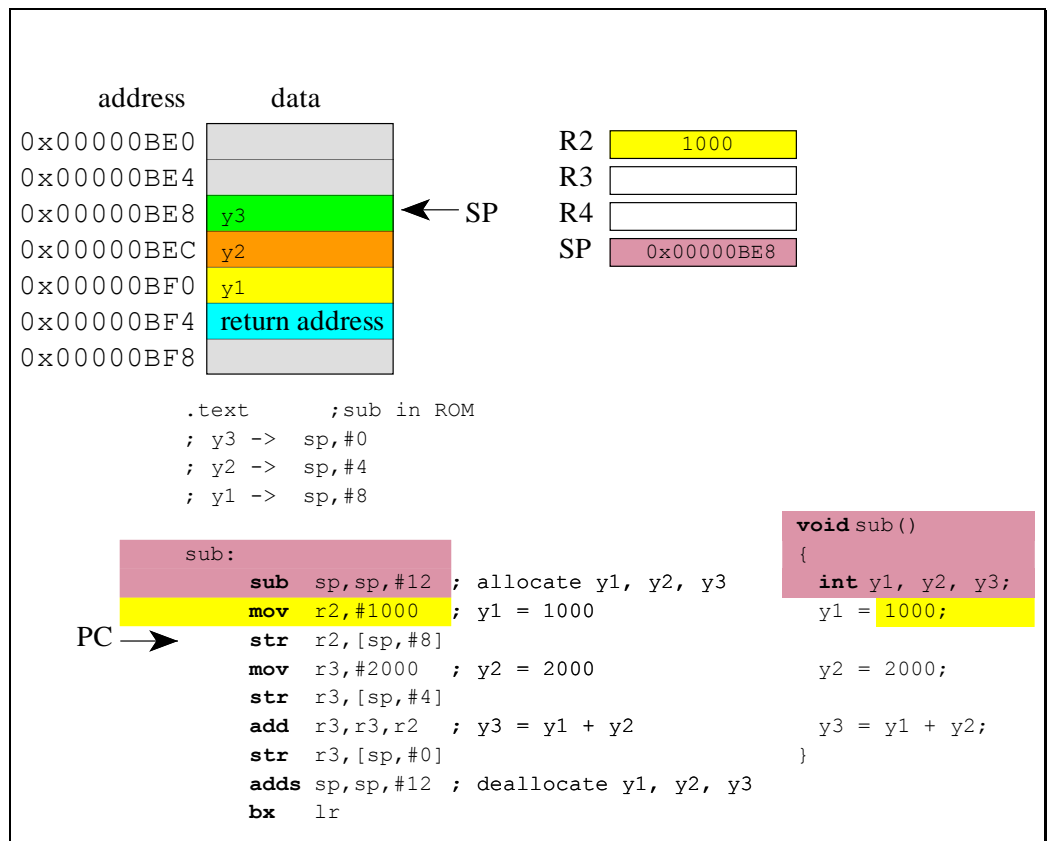 address data
0x00000BE0
0x00000BE4
0x00000BE8 y3 SP
0x00000BEC y2
0x00000BF0 y1
0x00000BF4 return address
0x00000BF8
R2 1000
R3
R4
SP 0x00000BE8
.text ;sub in ROM
; y3 -> sp,#0
; y2 -> sp,#4
; y1 -> sp,#8
sub:
sub sp,sp,#12 ; allocate y1, y2, y3
mov r2,#1000 ; y1 = 1000
PC str r2,[sp,#8]
mov r3,#2000 ; y2 = 2000
str r3,[sp,#4]
add r3,r3,r2 ; y3 = y1 + y2
str r3,[sp,#0]
adds sp,sp,#12 ; deallocate y1, y2, y3
bx lr
void sub()
{
int y1, y2, y3;
y1 = 1000;
y2 = 2000;
y3 = y1 + y2;
}